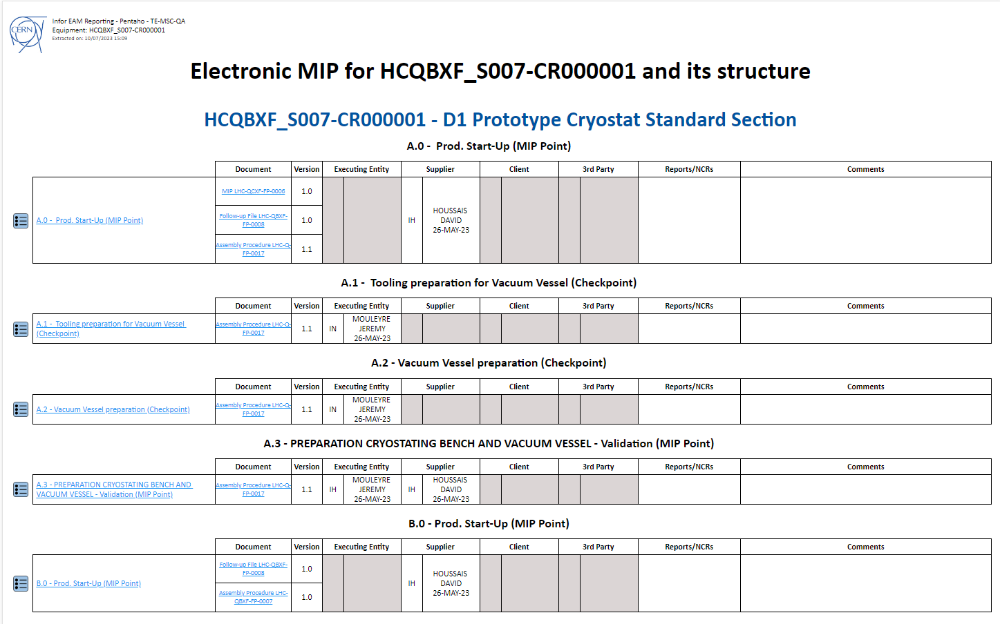 CERN
Infor EAM Reporting - Pentaho - TE-MSC-QA
Equipment: HCQBXF_S007-CR000001
Extracted on: 10/07/2023 15:09
Electronic MIP for HCQBXF_S007-CR000001 and its structure
HCQBXF_S007-CR000001 - D1 Prototype Cryostat Standard Section
A.0 - Prod. Start-Up (MIP Point)
Document Version Executing Entity Supplier Client 3rd Party Reports/NCRs Comments
A.0 - Prod. Start-Up (MIP Point)
MIP LHC-QCXF-FP-0006
1.0
Follow-up File LHC-QBXF-
FP-0008
1.0
Assembly Procedure LHC-Q-
FP-0017
1.1
IH
HOUSSAIS
DAVID
26-MAY-23
A.1 - Tooling preparation for Vacuum Vessel (Checkpoint)
Document Version Executing Entity Supplier Client 3rd Party Reports/NCRs Comments
A.1 - Tooling preparation for Vacuum Vessel
(Checkpoint)
Assembly Procedure LHC-Q-
FP-0017
1.1
IN
MOULEYRE
JEREMY
26-MAY-23
A.2 - Vacuum Vessel preparation (Checkpoint)
Document Version Executing Entity Supplier Client 3rd Party Reports/NCRs Comments
A.2 - Vacuum Vessel preparation (Checkpoint)
Assembly Procedure LHC-Q-
FP-0017
1.1
IN
MOULEYRE
JEREMY
26-MAY-23
A.3 - PREPARATION CRYOSTATING BENCH AND VACUUM VESSEL - Validation (MIP Point)
Document Version Executing Entity Supplier Client 3rd Party Reports/NCRs Comments
A.3 - PREPARATION CRYOSTATING BENCH AND
VACUUM VESSEL - Validation (MIP Point)
Assembly Procedure LHC-Q-
FP-0017
1.1
IH
MOULEYRE
JEREMY
26-MAY-23
IH
HOUSSAIS
DAVID
26-MAY-23
B.0 - Prod. Start-Up (MIP Point)
Document Version Executing Entity Supplier Client 3rd Party Reports/NCRs Comments
B.0 - Prod. Start-Up (MIP Point)
Follow-up File LHC-QBXF-
FP-0008
1.0
Assembly Procedure LHC-
QBXF-FP-0007
1.0
IH
HOUSSAIS
DAVID
26-MAY-23